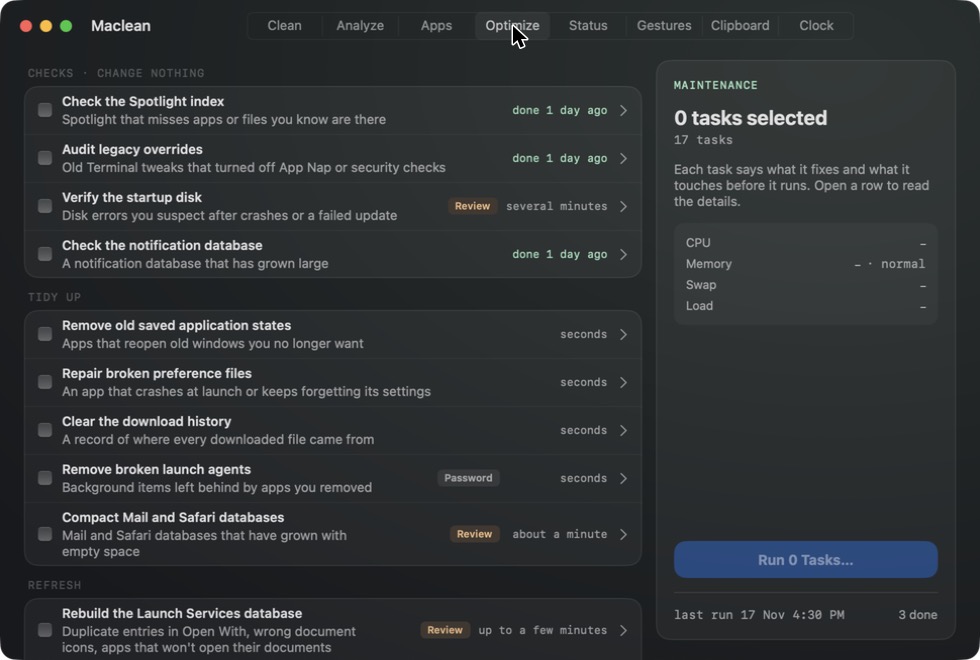 Maclean
Clean Analyze Apps Optimize Status Gestures Clipboard Clock
CHECKS · CHANGE NOTHING
Check the Spotlight index
Spotlight that misses apps or files you know are there
done 1 day ago
Audit legacy overrides
Old Terminal tweaks that turned off App Nap or security checks
done 1 day ago
Verify the startup disk
Disk errors you suspect after crashes or a failed update
Review several minutes
Check the notification database
A notification database that has grown large
done 1 day ago
TIDY UP
Remove old saved application states
Apps that reopen old windows you no longer want
seconds
Repair broken preference files
An app that crashes at launch or keeps forgetting its settings
seconds
Clear the download history
A record of where every downloaded file came from
seconds
Remove broken launch agents
Background items left behind by apps you removed
Password seconds
Compact Mail and Safari databases
Mail and Safari databases that have grown with
empty space
Review about a minute
REFRESH
Rebuild the Launch Services database
Duplicate entries in Open With, wrong document
icons, apps that won't open their documents
Review up to a few minutes
MAINTENANCE
0 tasks selected
17 tasks
Each task says what it fixes and what it
touches before it runs. Open a row to read
the details.
CPU –
Memory – · normal
Swap –
Load –
Run 0 Tasks...
last run 17 Nov 4:30 PM 3 done